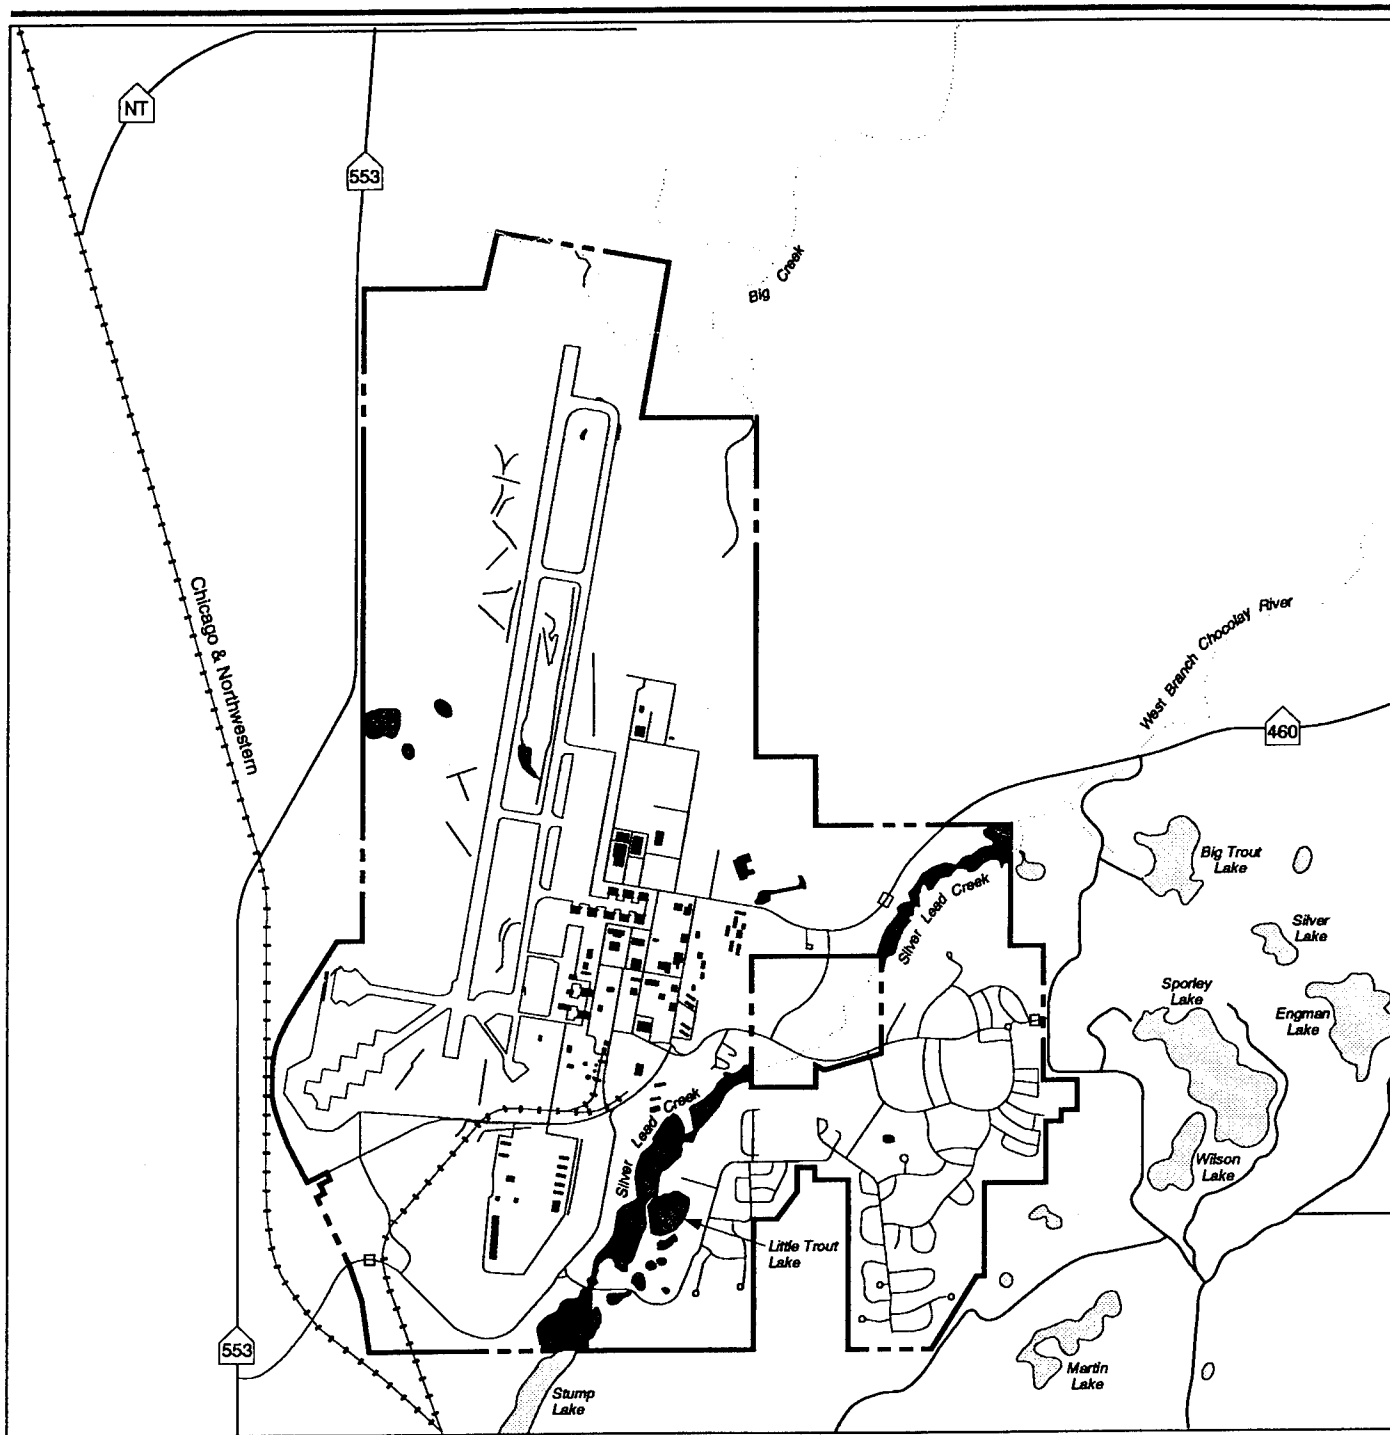 NT
553
Big Creek
Chicago & Northwestern
West Branch Chocolay River
460
Big Trout
Lake
Silver Lead Creek
Silver
Lake
Sporley
Lake
Engman
Lake
Silver Lead Creek
Wilson
Lake
Little Trout
Lake
553
Martin
Lake
Stump
Lake